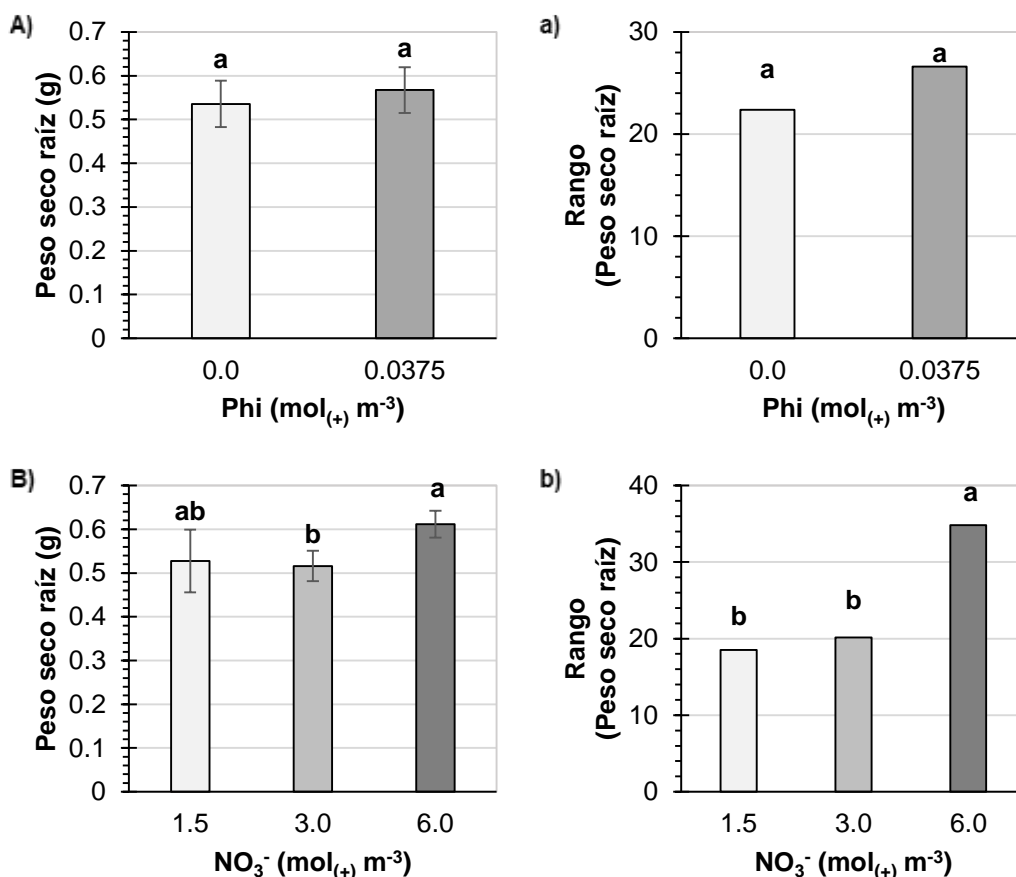 A)
Peso seco raíz (g)
0.7
0.6
0.5
0.4
0.3
0.2
0.1
0
a
a
0.0
0.0375
Phi (mol(+) m-3)
a)
Rango
(Peso seco raíz)
30
20
10
0
a
a
0.0
0.0375
Phi (mol(+) m-3)
B)
Peso seco raíz (g)
0.7
0.6
0.5
0.4
0.3
0.2
0.1
0
ab
b
a
1.5
3.0
6.0
NO3- (mol(+) m-3)
b)
Rango
(Peso seco raíz)
40
30
20
10
0
b
b
a
1.5
3.0
6.0
NO3- (mol(+) m-3)